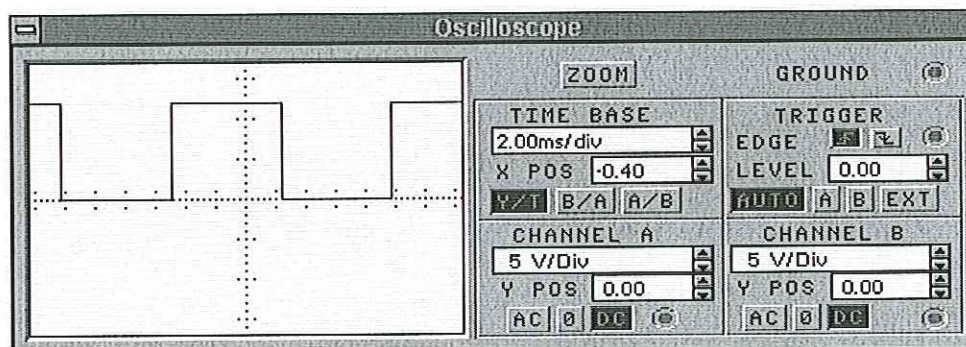 Oscilloscope
ZOOM
GROUND
TIME BASE
2.00ms/div
X POS -0.40
Y/T B/A A/B
TRIGGER
EDGE
LEVEL 0.00
AUTO A B EXT
CHANNEL A
5 V/Div
Y POS 0.00
AC 0 DC
CHANNEL B
5 V/Div
Y POS 0.00
AC 0 DC